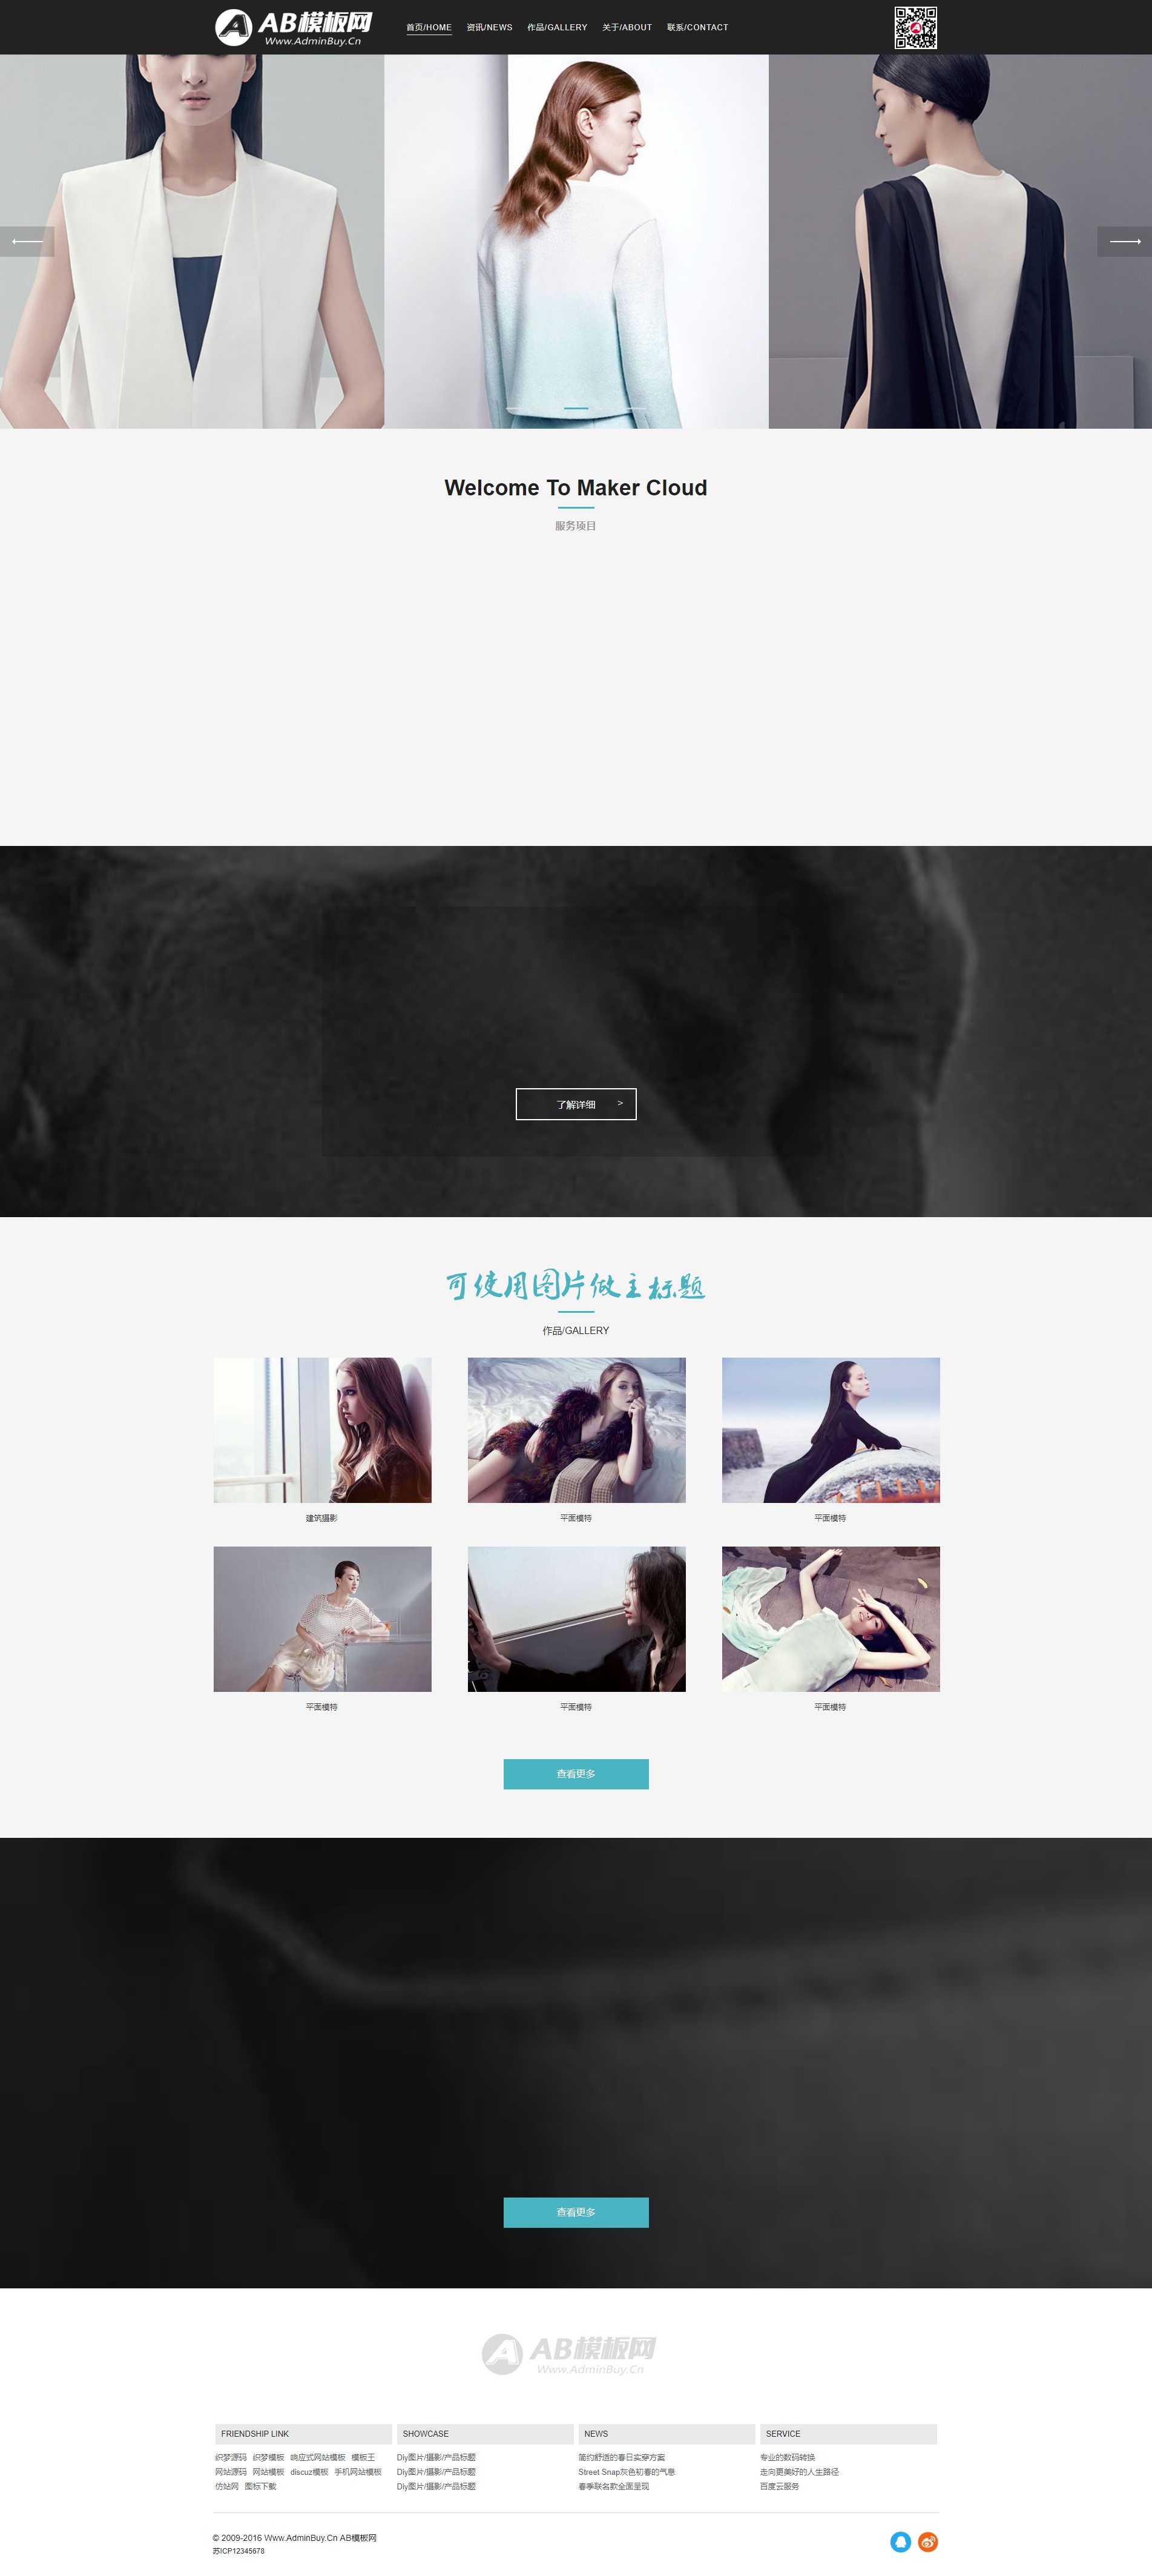 AB模板网
Www.AdminBuy.Cn
首页/HOME 资讯/NEWS 作品/GALLERY 关于/ABOUT 联系/CONTACT
Welcome To Maker Cloud
服务项目
了解详细 >
可使用图片做主标题
作品/GALLERY
建筑摄影 平面模特 平面模特
平面模特 平面模特 平面模特
查看更多
查看更多
AB模板网
Www.AdminBuy.Cn
FRIENDSHIP LINK SHOWCASE NEWS SERVICE
织梦源码 织梦模板 响应式网站模板 模板王 Diy图片/摄影/产品标题 简约舒适的春日实穿方案 专业的数码转换
网站源码 网站模板 discuz模板 手机网站模板 Diy图片/摄影/产品标题 Street Snap灰色初春的气息 走向更美好的人生路径
仿站网 图标下载 Diy图片/摄影/产品标题 春季联名款全面呈现 百度云服务
© 2009-2016 Www.AdminBuy.Cn AB模板网
苏ICP12345678